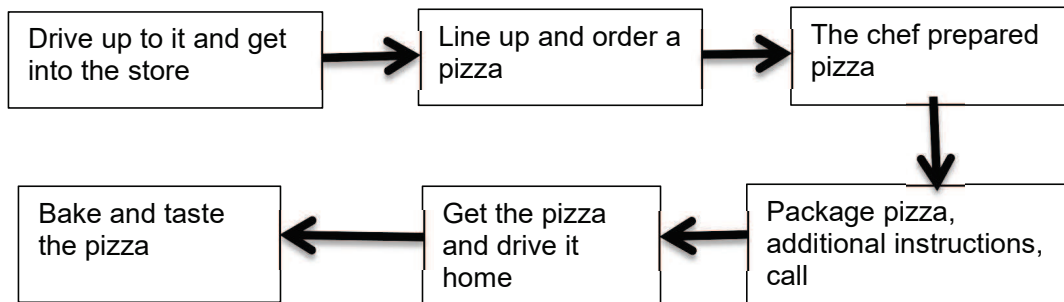 Drive up to it and get
into the store
Line up and order a
pizza
The chef prepared
pizza
Package pizza,
additional instructions,
call
Get the pizza
and drive it
home
Bake and taste
the pizza